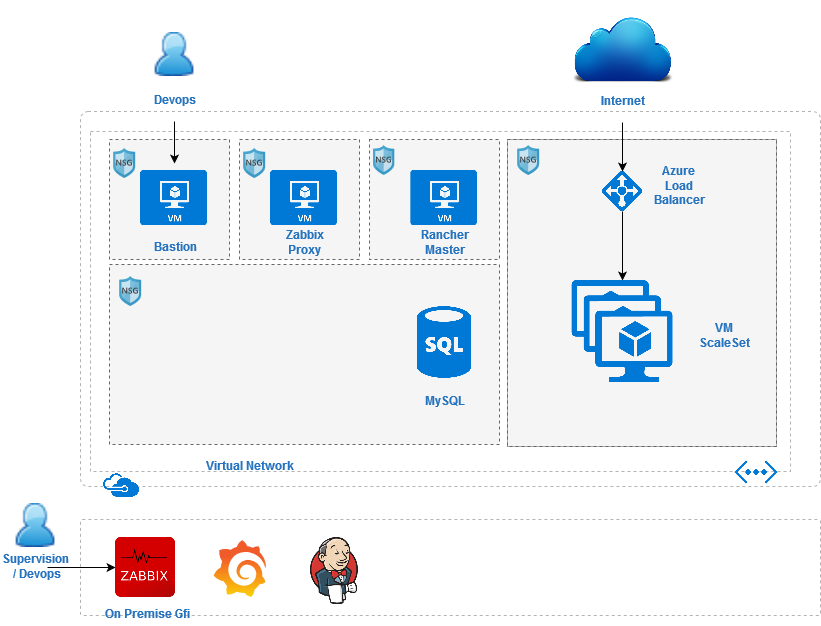 Devops
Internet
NSG
NSG
NSG
NSG
VM
VM
VM
Azure
Load
Balancer
Bastion
Zabbix
Proxy
Rancher
Master
NSG
SQL
MySQL
VM
ScaleSet
Virtual Network
Supervision
/ Devops
ZABBIX
On Premise Gfi